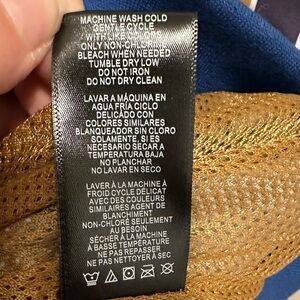 MACHINE WASH COLD
GENTLE CYCLE
WITH LIKE COLORS
ONLY NON-CHLORINE
BLEACH WHEN NEEDED
TUMBLE DRY LOW
DO NOT IRON
DO NOT DRY CLEAN
LAVAR A MÁQUINA EN
AGUA FRÍA CICLO
DELICADO CON
COLORES SIMILARES
BLANQUEADOR SIN CLORO
SOLAMENTE, SI ES
NECESARIO SECAR A
TEMPERATURA BAJA
NO PLANCHAR
NO LAVAR EN SECO
LAVER À LA MACHINE À
FROID CYCLE DÉLICAT
AVEC DES COULEURS
SIMILAIRES AGENT DE
BLANCHIMENT
NON-CHLORÉ SEULEMENT
AU BESOIN
SÉCHER À LA MACHINE
À BASSE TEMPÉRATURE
NE PAS REPASSER
NE PAS NETTOYER À SEC